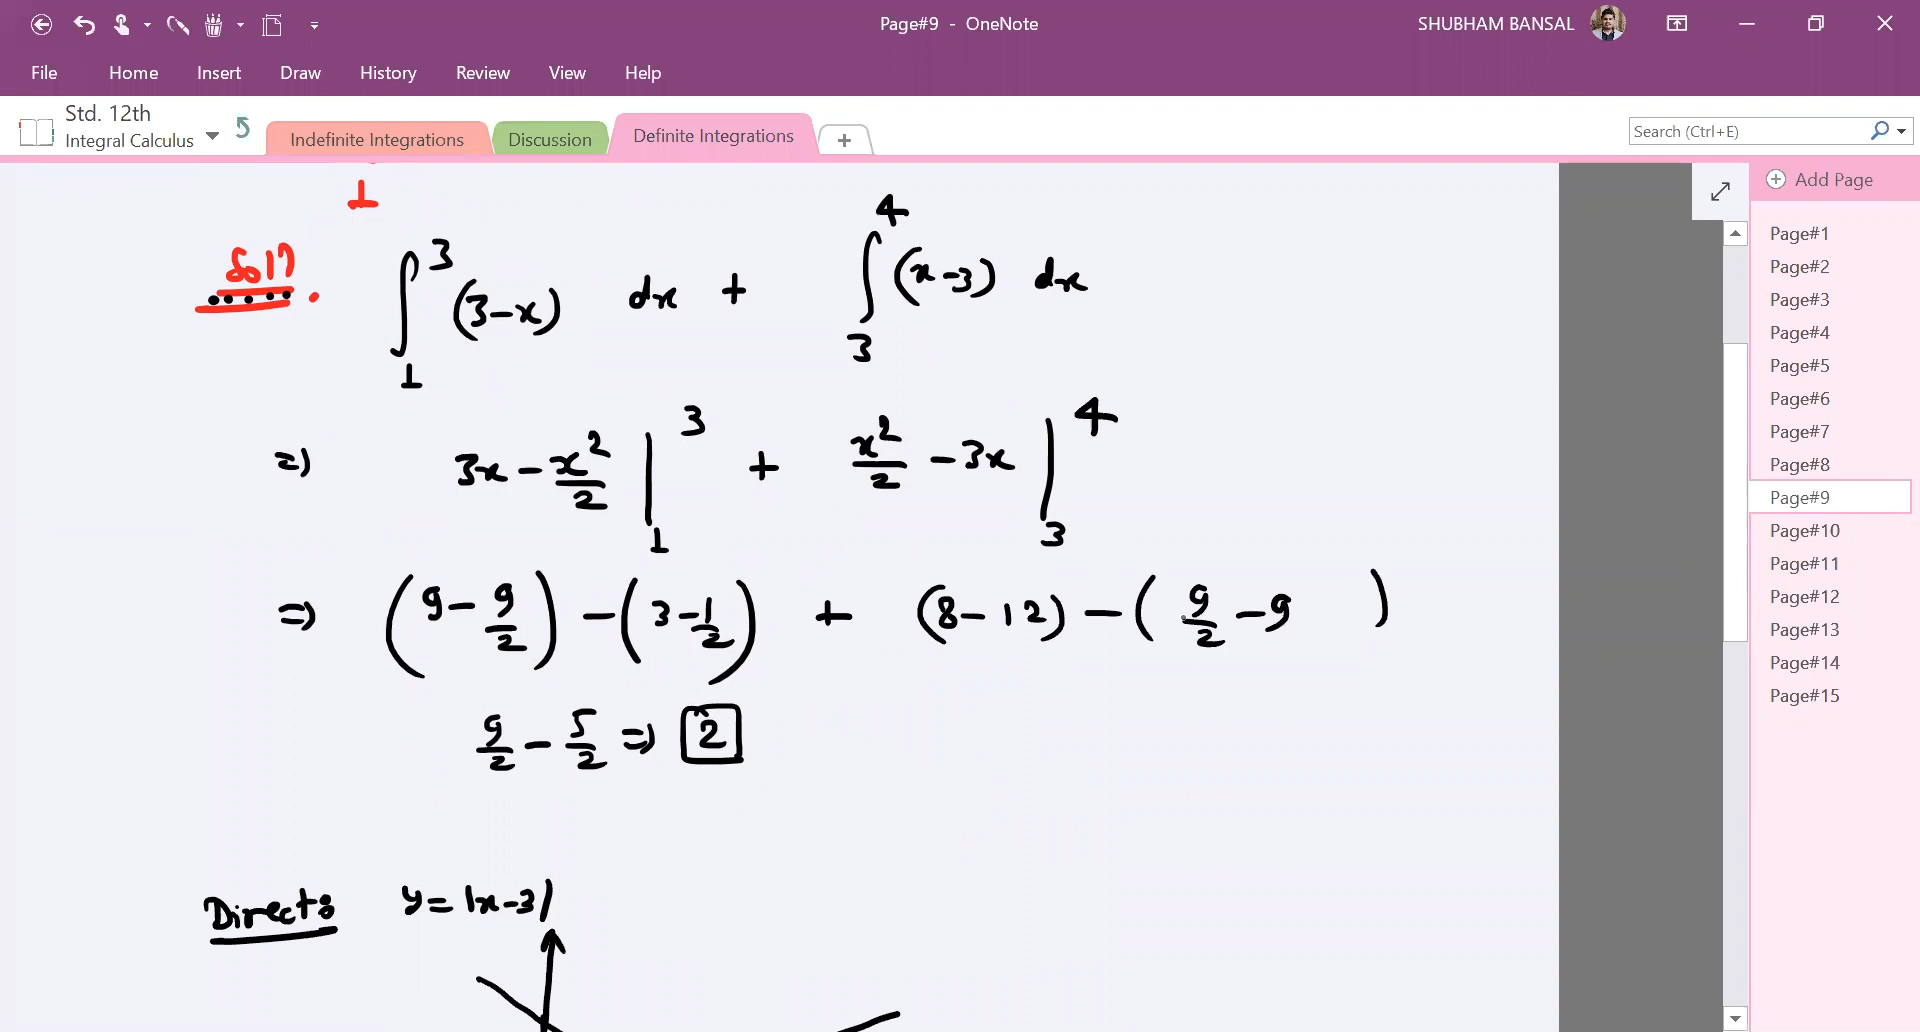 Page#9 - OneNote
SHUBHAM BANSAL
File Home Insert Draw History Review View Help
Std. 12th
Integral Calculus
Indefinite Integrations
Discussion
Definite Integrations
+
Search (Ctrl+E)
Add Page
Page#1
Page#2
Page#3
Page#4
Page#5
Page#6
Page#7
Page#8
Page#9
Page#10
Page#11
Page#12
Page#13
Page#14
Page#15
1
Solⁿ.
∫₁³ (3-x) dx + ∫₃⁴ (x-3) dx
=) 3x - x²/2 |₁³ + x²/2 - 3x |₃⁴
=) (9 - 9/2) - (3 - 1/2) + (8 - 12) - (9/2 - 9 )
9/2 - 5/2 =) 2
Direct: y = |x-3|